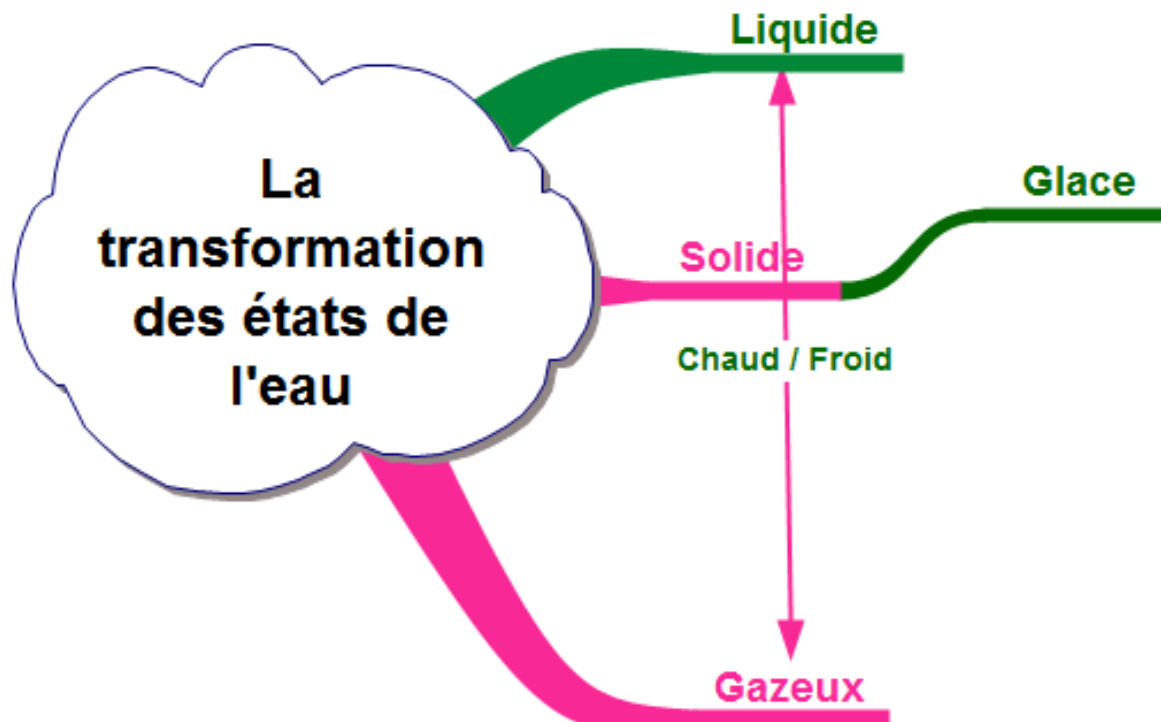 La
transformation
des états de
l'eau
Liquide
Glace
Solide
Chaud / Froid
Gazeux